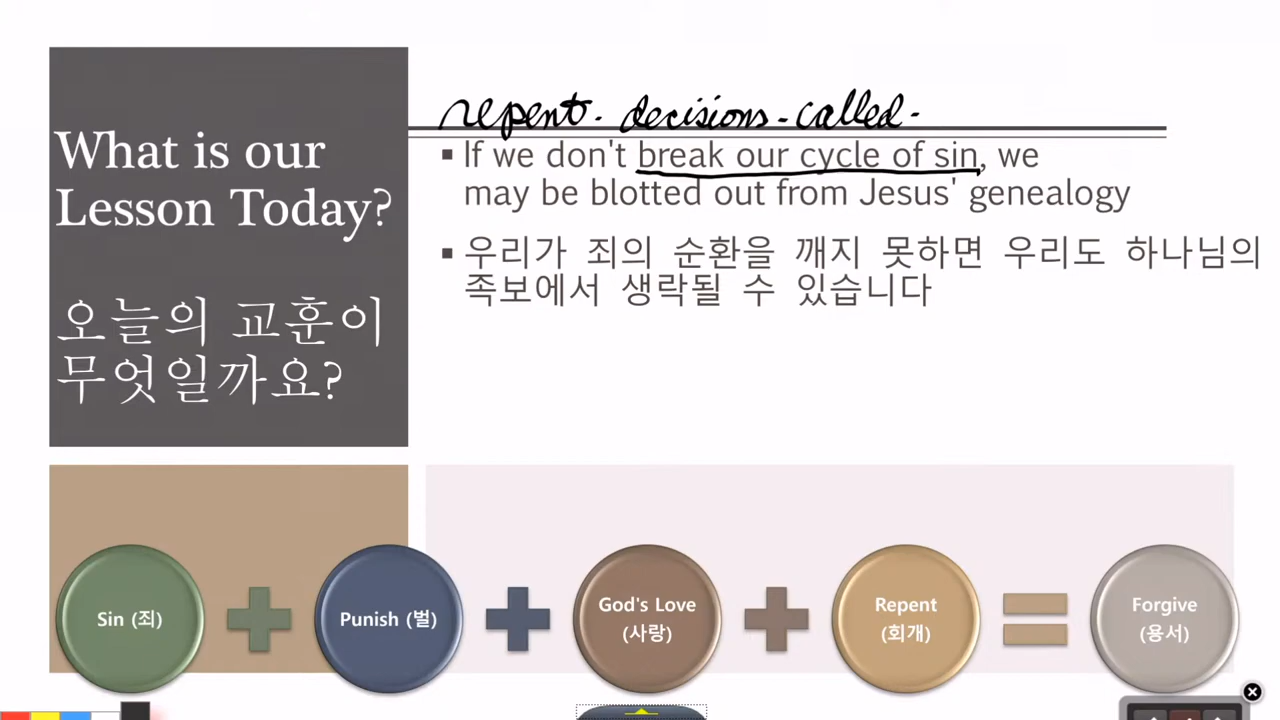 What is our
Lesson Today?
오늘의 교훈이
무엇일까요?
repent. decisions - called -
▪ If we don't break our cycle of sin, we
may be blotted out from Jesus' genealogy
▪ 우리가 죄의 순환을 깨지 못하면 우리도 하나님의
족보에서 생략될 수 있습니다
Sin (죄)
Punish (벌)
God's Love
(사랑)
Repent
(회개)
Forgive
(용서)